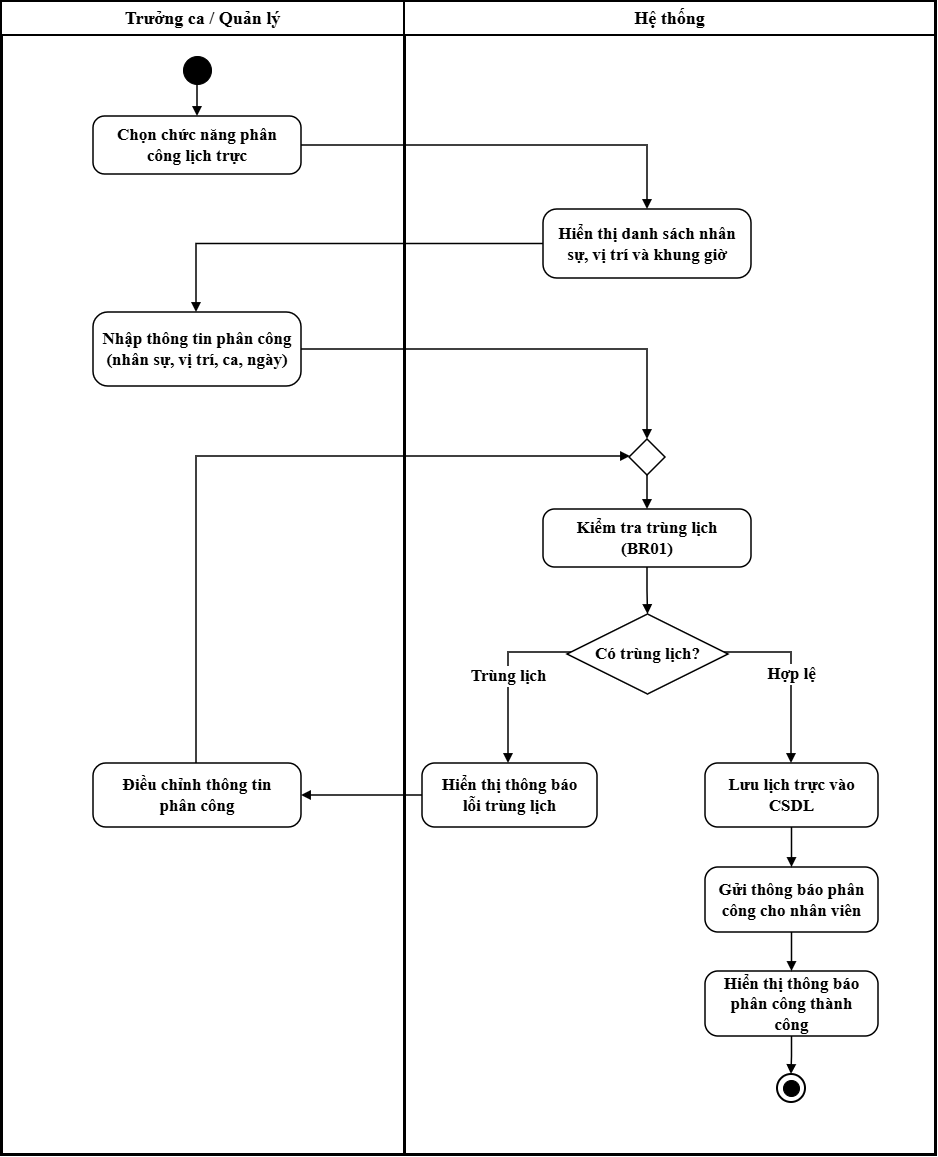 Trưởng ca / Quản lý
Hệ thống
Chọn chức năng phân
công lịch trực
Hiển thị danh sách nhân
sự, vị trí và khung giờ
Nhập thông tin phân công
(nhân sự, vị trí, ca, ngày)
Kiểm tra trùng lịch
(BR01)
Có trùng lịch?
Trùng lịch
Hợp lệ
Điều chỉnh thông tin
phân công
Hiển thị thông báo
lỗi trùng lịch
Lưu lịch trực vào
CSDL
Gửi thông báo phân
công cho nhân viên
Hiển thị thông báo
phân công thành
công